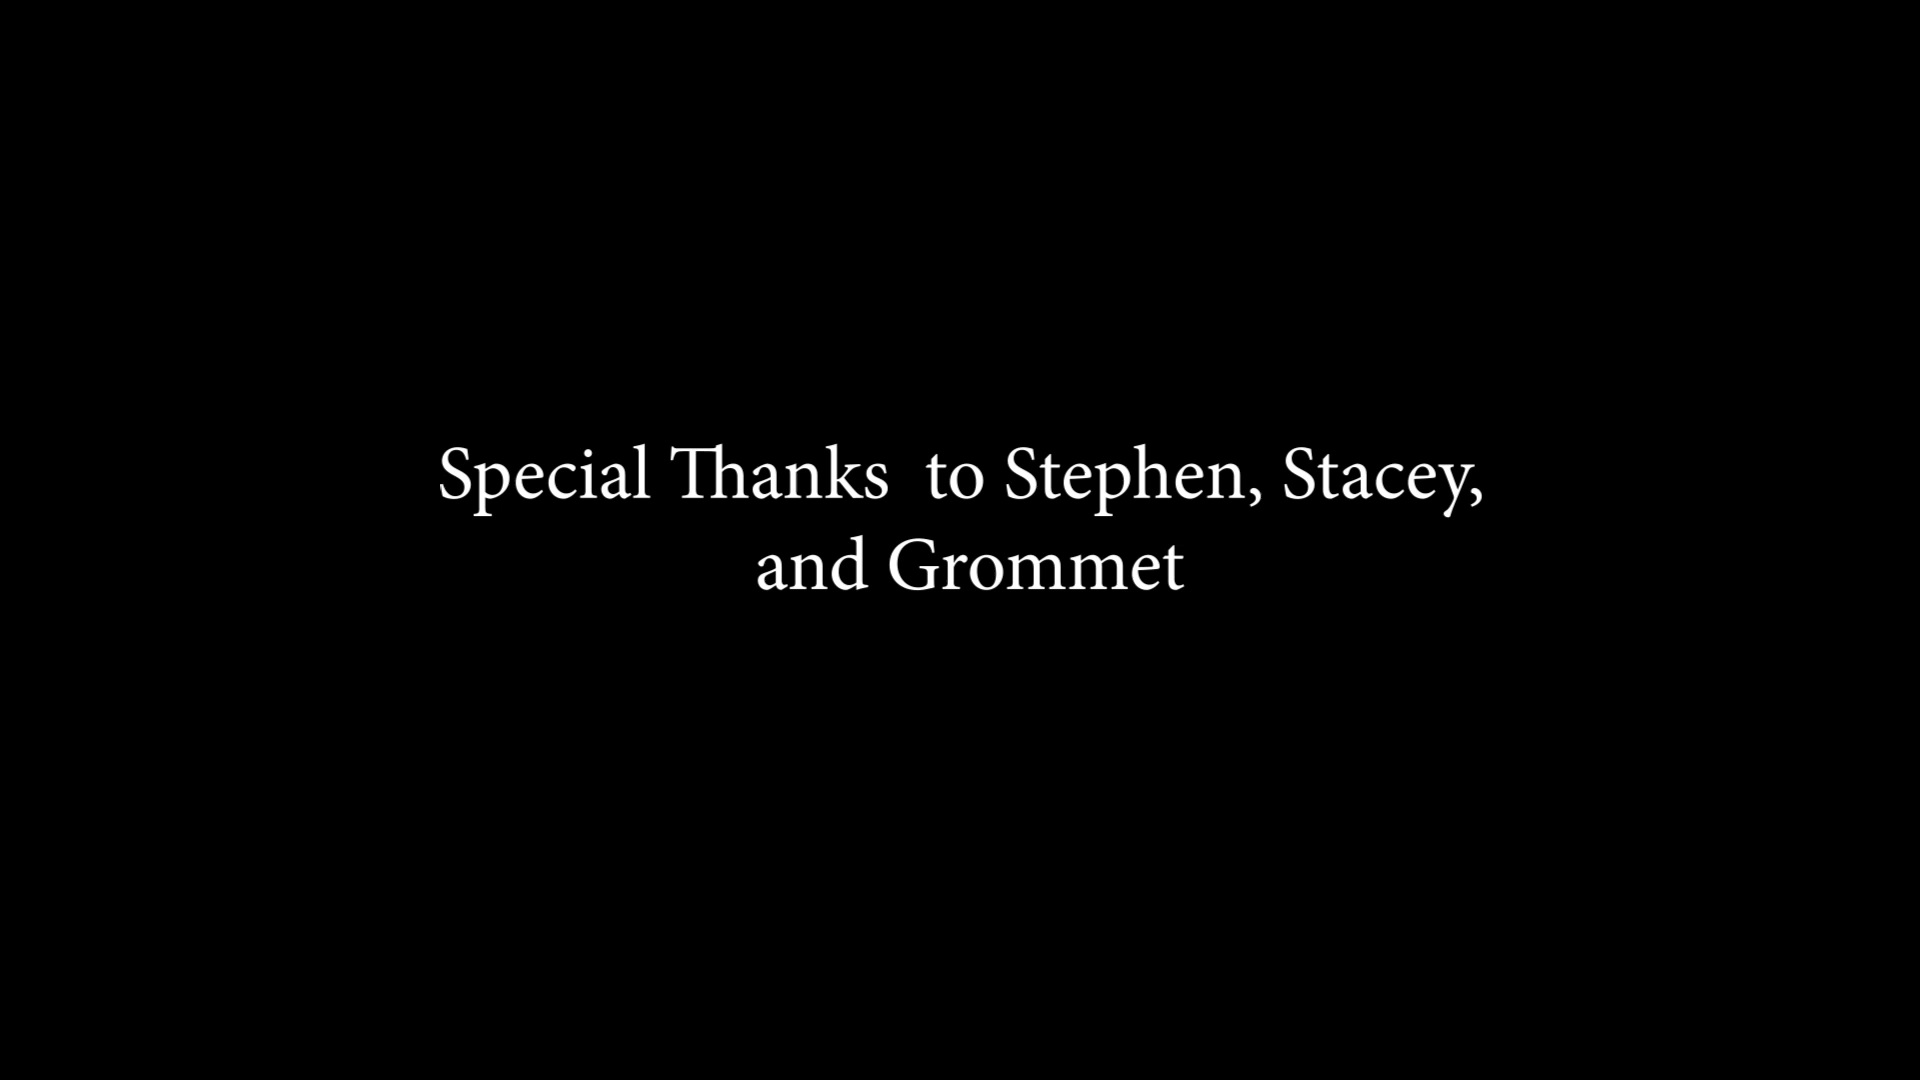 Special Thanks  to Stephen, Stacey,
and Grommet